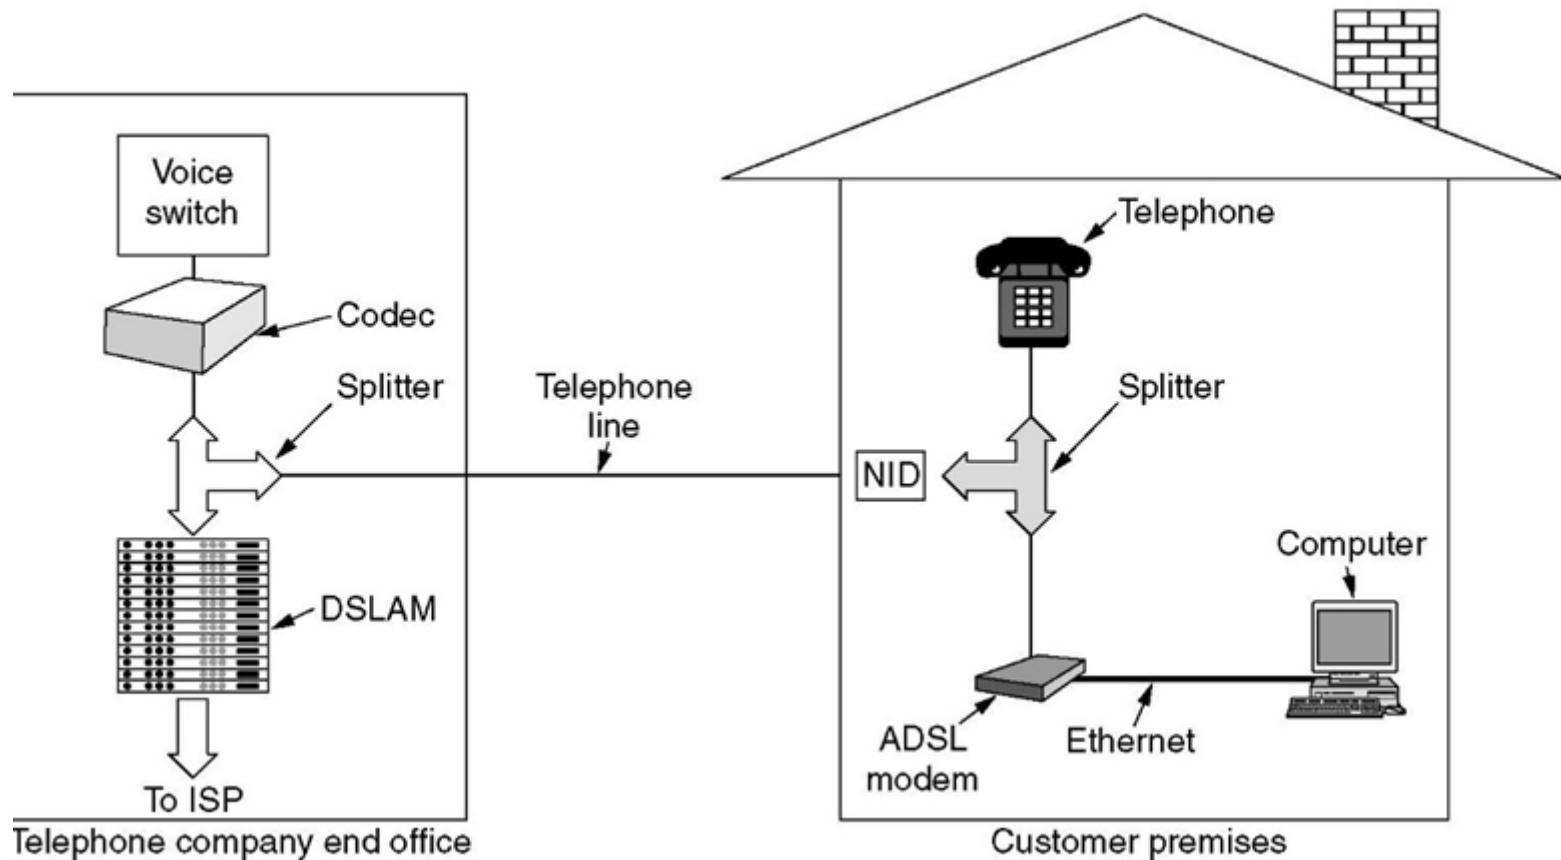 Voice
switch
Codec
Splitter
DSLAM
To ISP
Telephone company end office
Telephone
line
Telephone
Splitter
NID
Computer
ADSL
modem
Ethernet
Customer premises